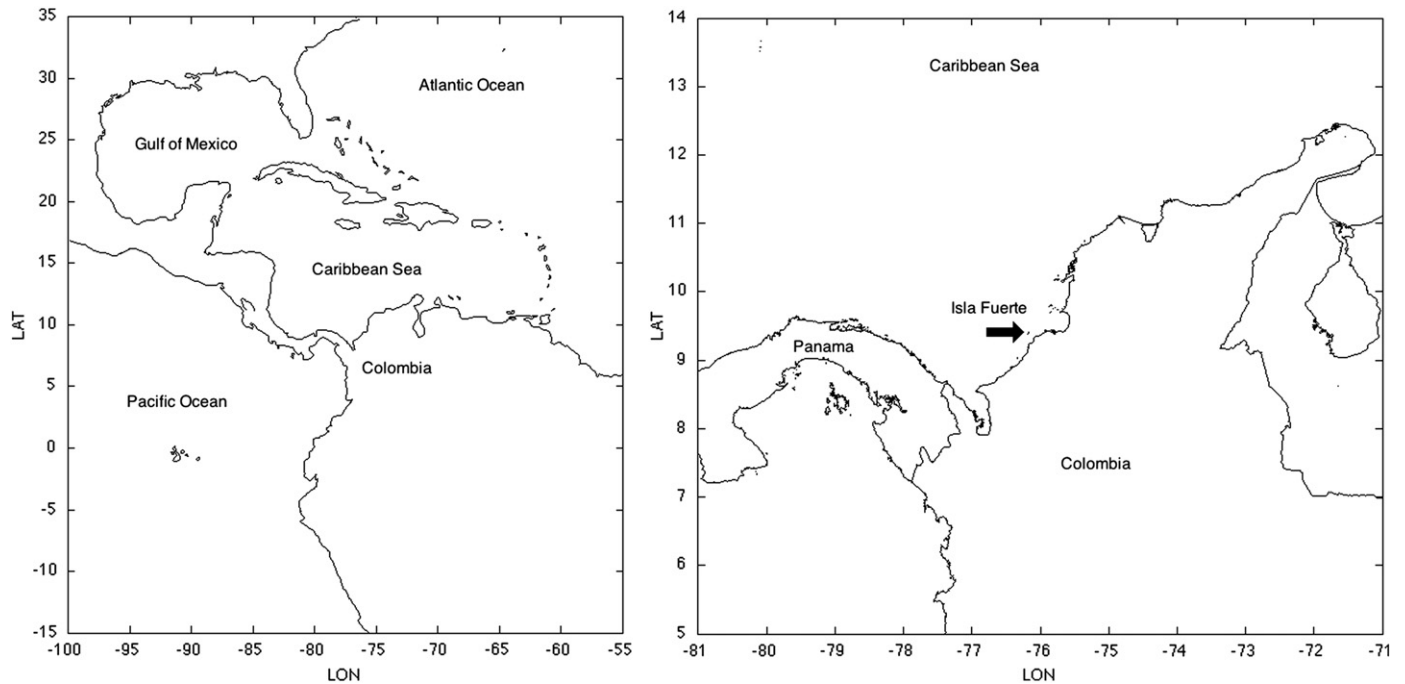 35
30
25
20
15
10
5
0
-5
-10
-15
LAT
-100 -95 -90 -85 -80 -75 -70 -65 -60 -55
LON
Atlantic Ocean
Gulf of Mexico
Caribbean Sea
Colombia
Pacific Ocean
14
13
12
11
10
9
8
7
6
5
LAT
-81 -80 -79 -78 -77 -76 -75 -74 -73 -72 -71
LON
Caribbean Sea
Isla Fuerte
Panama
Colombia